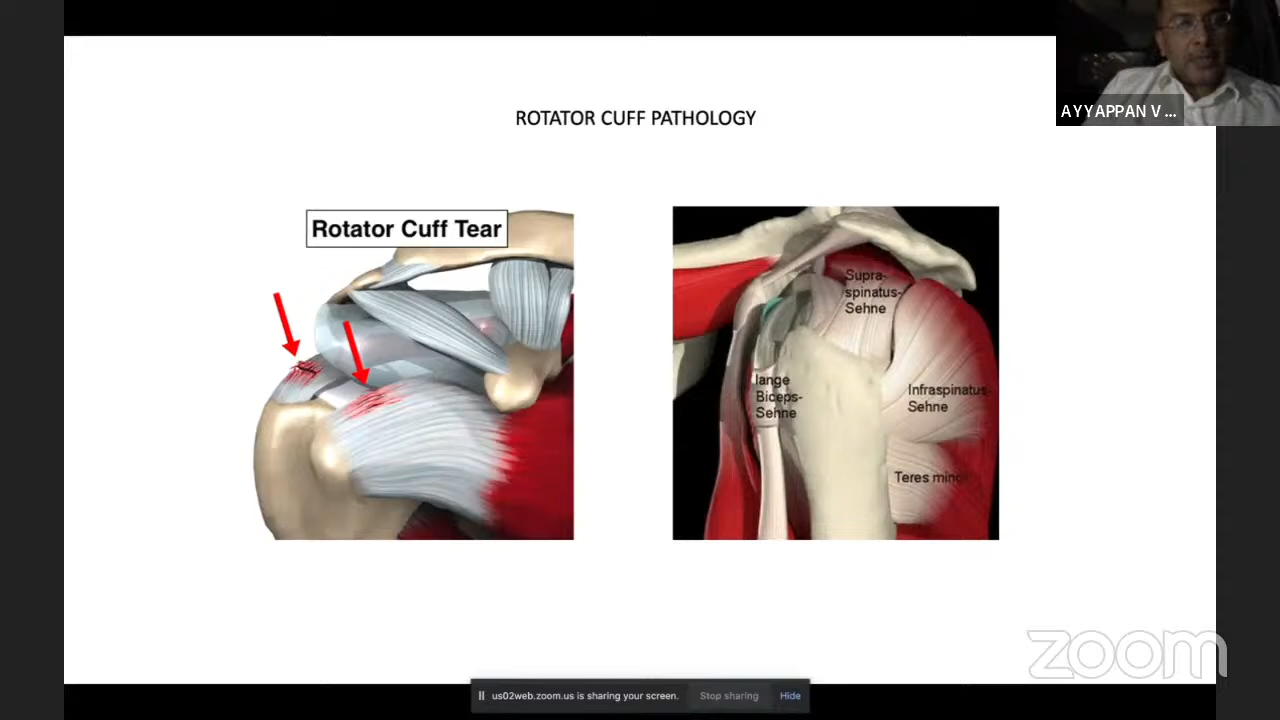 AYYAPPAN V ...
ROTATOR CUFF PATHOLOGY
Rotator Cuff Tear
Supra-
spinatus-
Sehne
lange
Biceps-
Sehne
Infraspinatus-
Sehne
Teres minor
zoom
us02web.zoom.us is sharing your screen.
Stop sharing
Hide